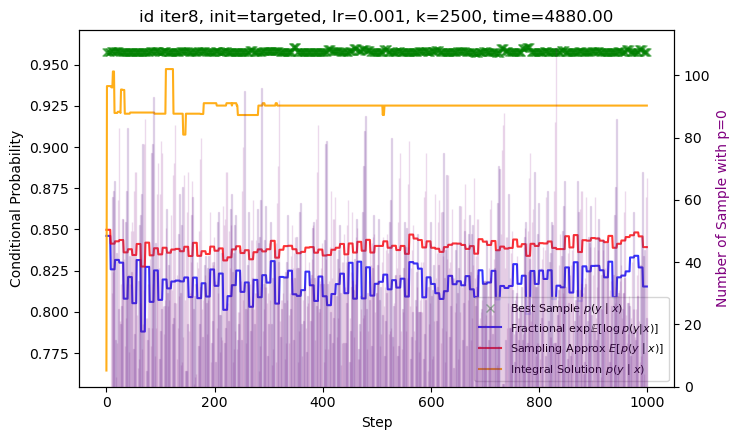 id iter8, init=targeted, lr=0.001, k=2500, time=4880.00
Conditional Probability
0.950
0.925
0.900
0.875
0.850
0.825
0.800
0.775
100
80
60
40
20
0
Number of Sample with p=0
Best Sample p(y | x)
Fractional exp𝔼[log p(y|x)]
Sampling Approx E[p(y | x)]
Integral Solution p(y | x)
0 200 400 600 800 1000
Step